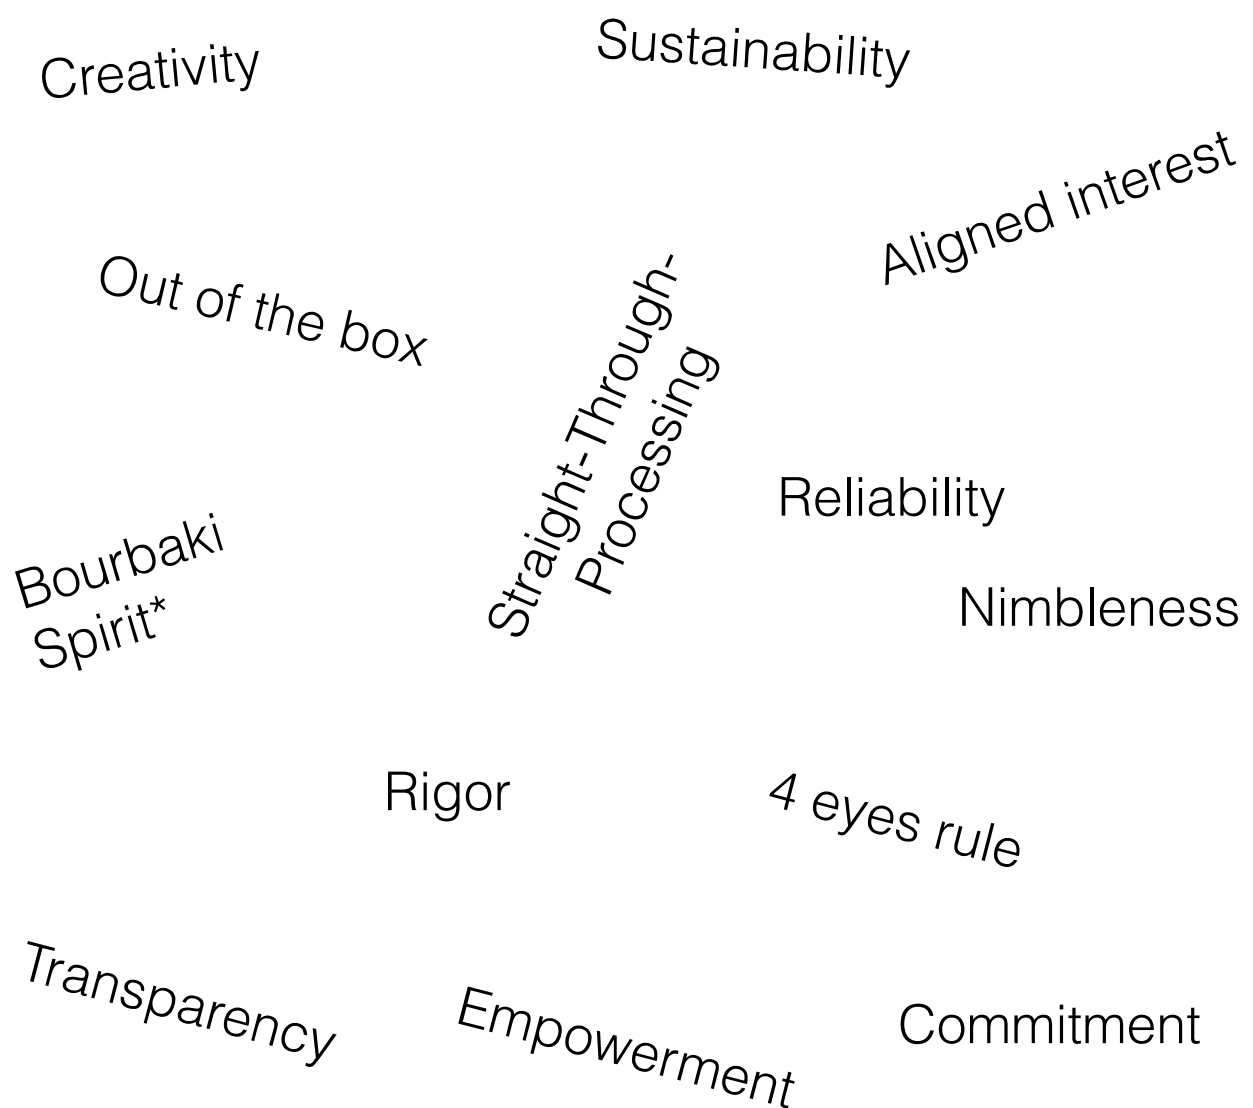 Creativity
Sustainability
Aligned interest
Out of the box
Straight-Through-
Processing
Reliability
Bourbaki
Spirit*
Nimbleness
Rigor
4 eyes rule
Transparency
Empowerment
Commitment